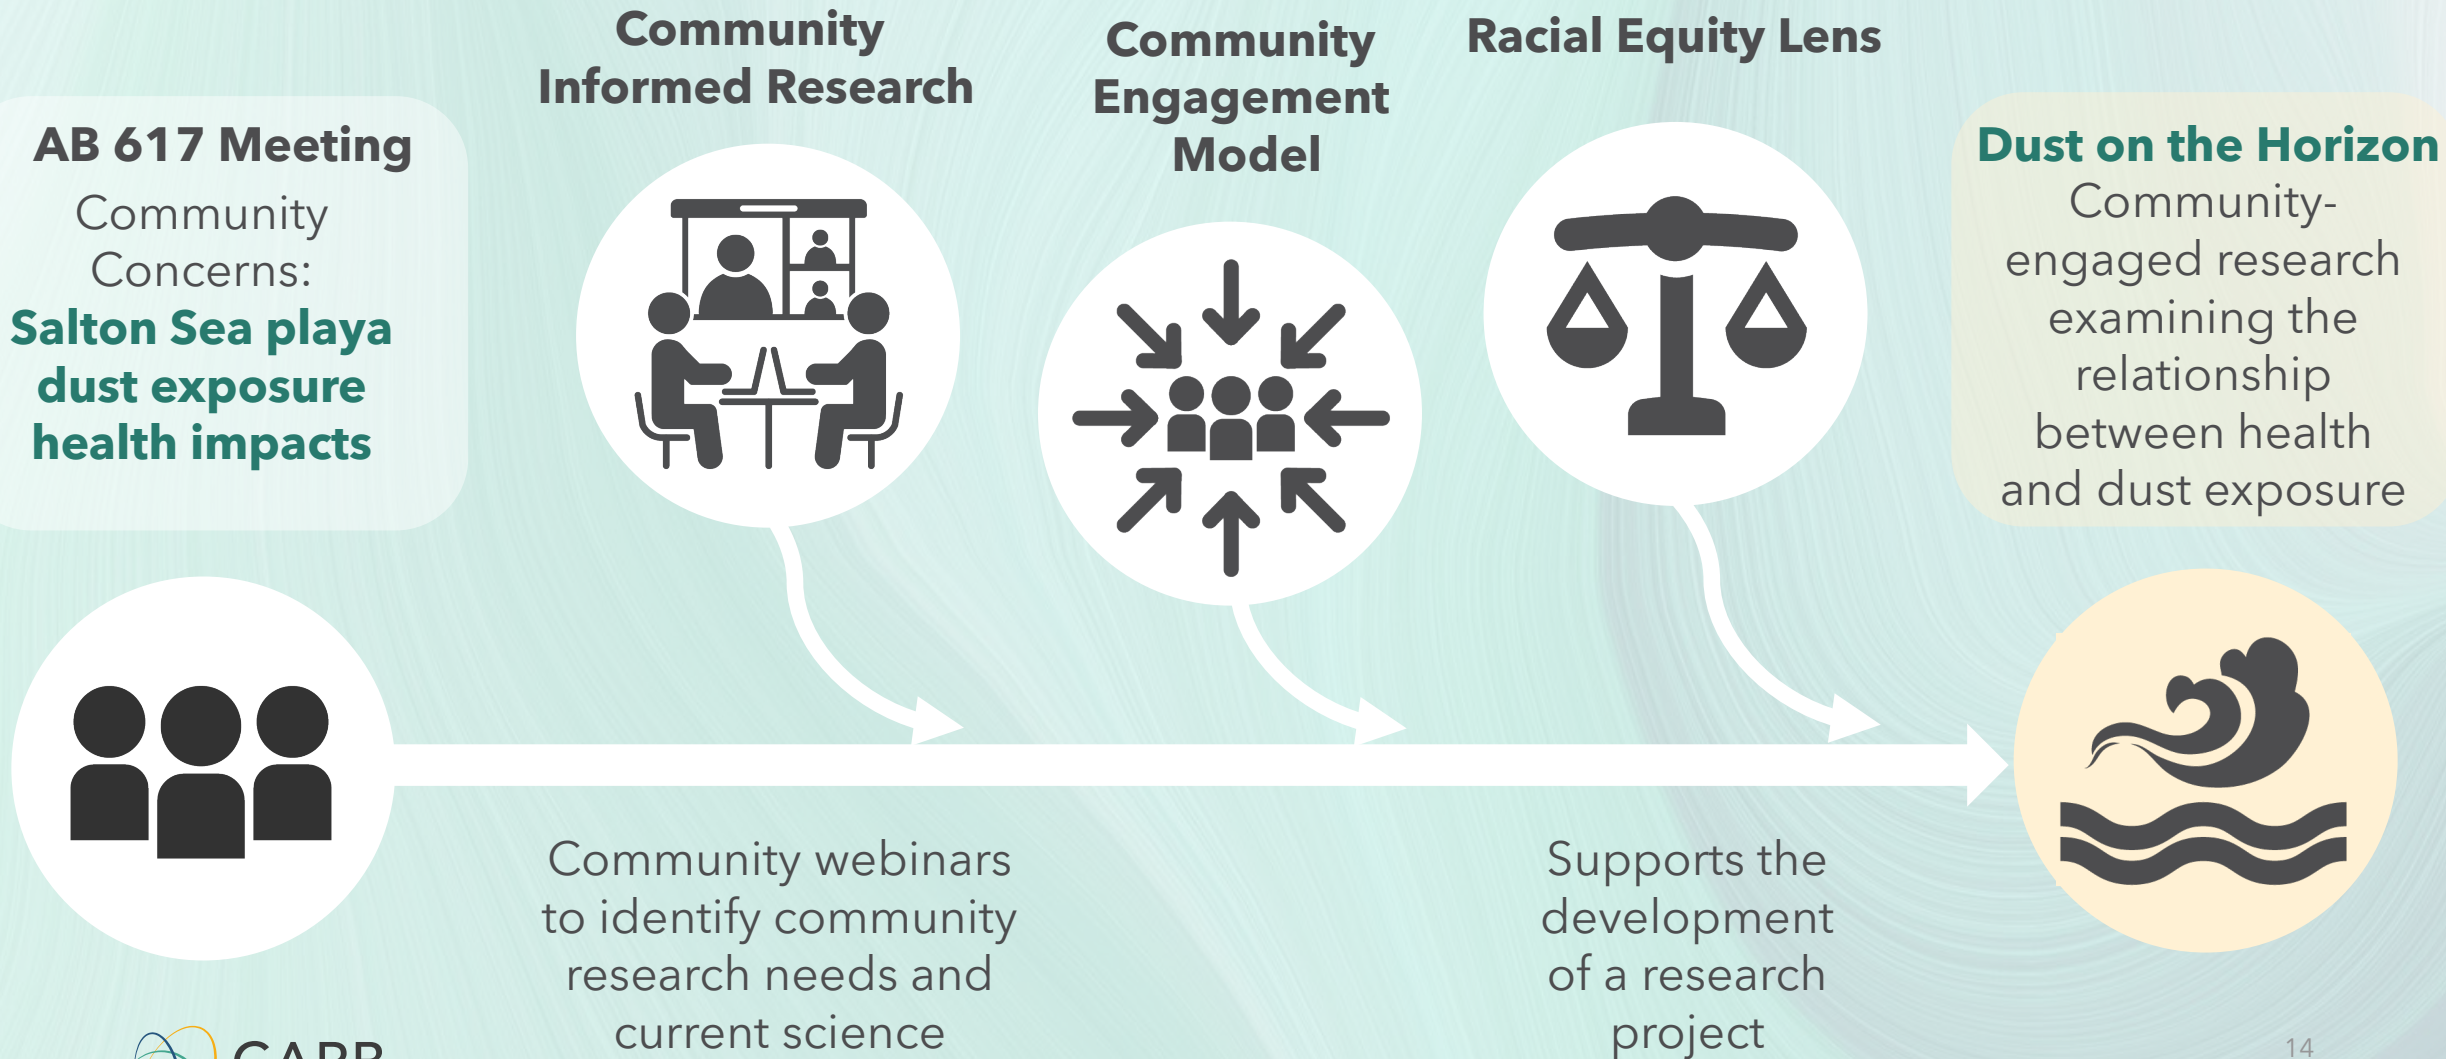 AB 617 Meeting
Community
Concerns:
Salton Sea playa
dust exposure
health impacts
Community
Informed Research
Community
Engagement
Model
Racial Equity Lens
Dust on the Horizon
Community-
engaged research
examining the
relationship
between health
and dust exposure
Community webinars
to identify community
research needs and
current science
Supports the
development
of a research
project
CARB
14